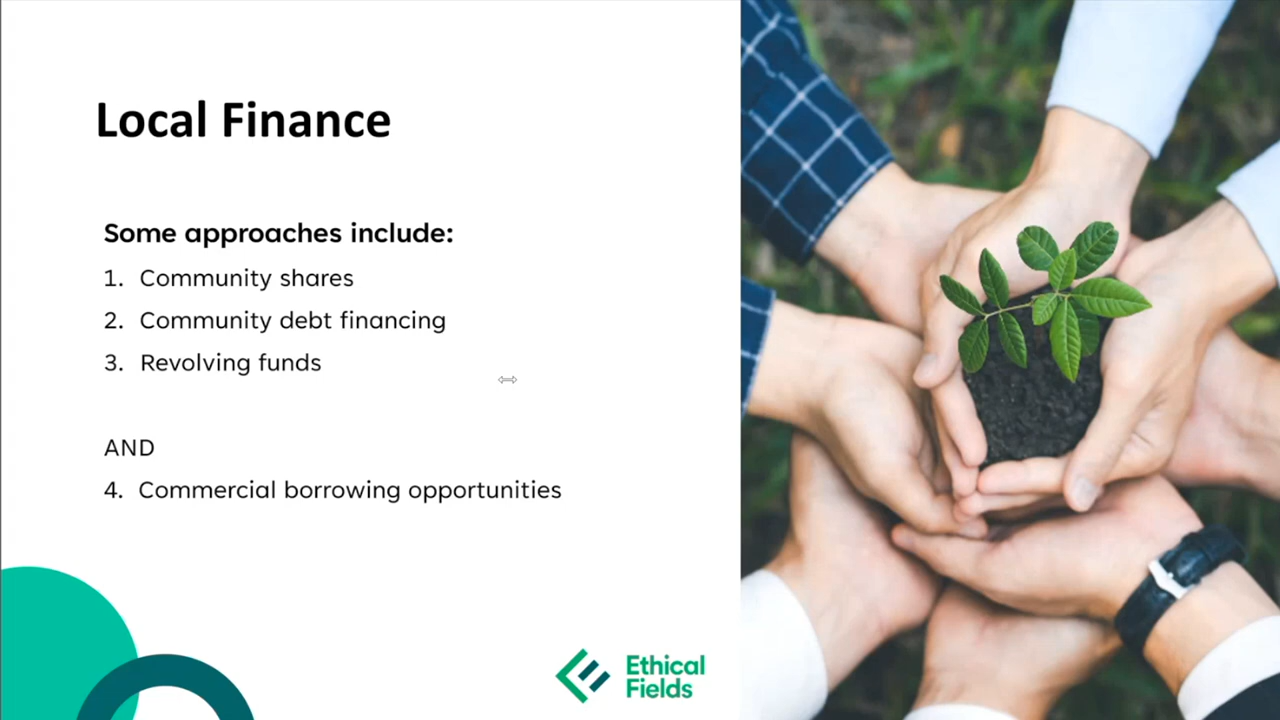 Local Finance
Some approaches include:
1. Community shares
2. Community debt financing
3. Revolving funds
AND
4. Commercial borrowing opportunities
Ethical
Fields